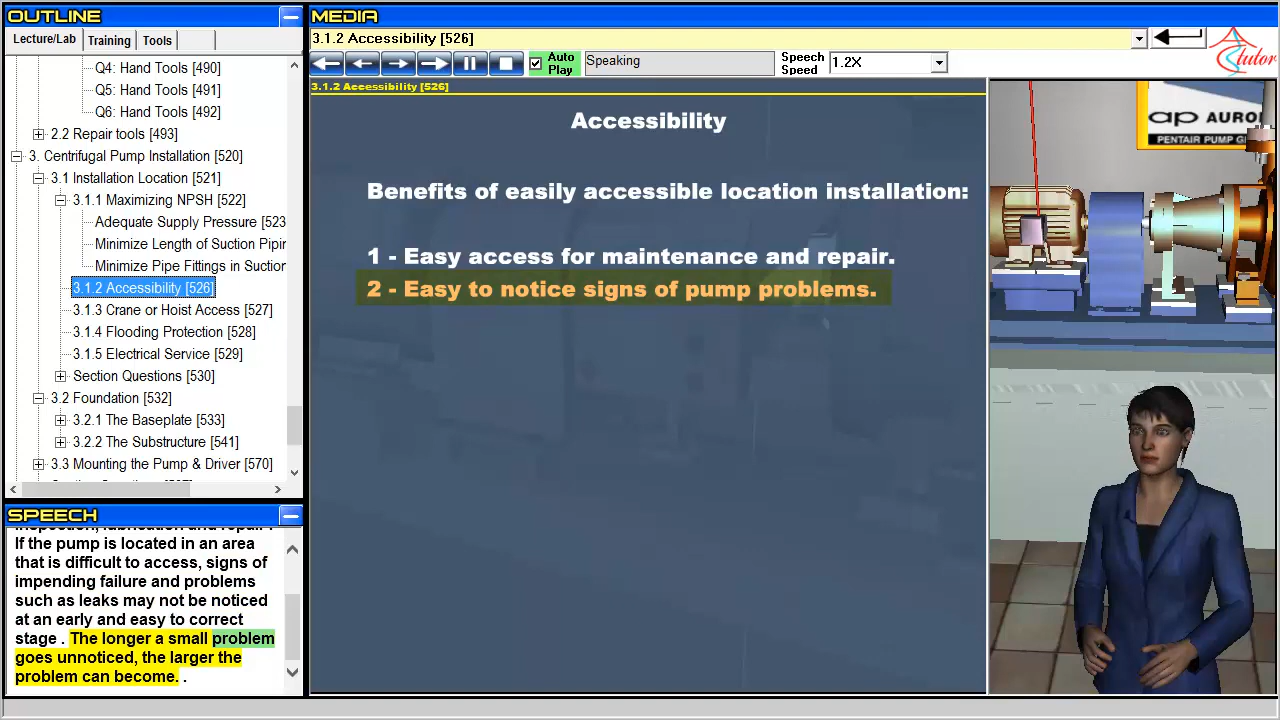 OUTLINE
Lecture/Lab
Training
Tools
Q4: Hand Tools [490]
Q5: Hand Tools [491]
Q6: Hand Tools [492]
2.2 Repair tools [493]
3. Centrifugal Pump Installation [520]
3.1 Installation Location [521]
3.1.1 Maximizing NPSH [522]
Adequate Supply Pressure [523
Minimize Length of Suction Pipin
Minimize Pipe Fittings in Suction
3.1.2 Accessibility [526]
3.1.3 Crane or Hoist Access [527]
3.1.4 Flooding Protection [528]
3.1.5 Electrical Service [529]
Section Questions [530]
3.2 Foundation [532]
3.2.1 The Baseplate [533]
3.2.2 The Substructure [541]
3.3 Mounting the Pump & Driver [570]
SPEECH
inspection, lubrication and repair .
If the pump is located in an area
that is difficult to access, signs of
impending failure and problems
such as leaks may not be noticed
at an early and easy to correct
stage . The longer a small problem
goes unnoticed, the larger the
problem can become. .
MEDIA
3.1.2 Accessibility [526]
Auto
Play
Speaking
Speech
Speed
1.2X
tutor
3.1.2 Accessibility [526]
Accessibility
Benefits of easily accessible location installation:
1 - Easy access for maintenance and repair.
2 - Easy to notice signs of pump problems.
ap AURO
PENTAIR PUMP G